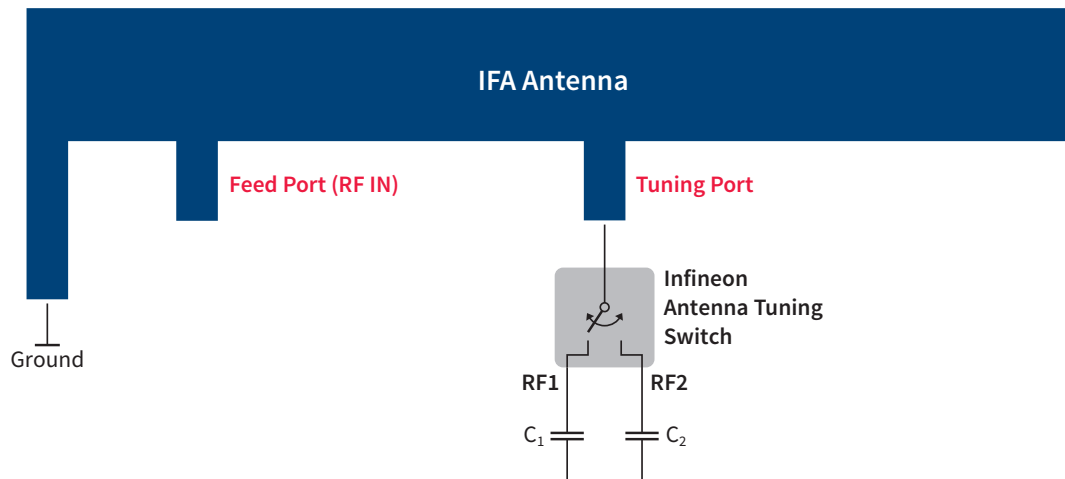 IFA Antenna
Feed Port (RF IN)
Tuning Port
Infineon
Antenna Tuning
Switch
Ground
RF1
RF2
C₁
C₂